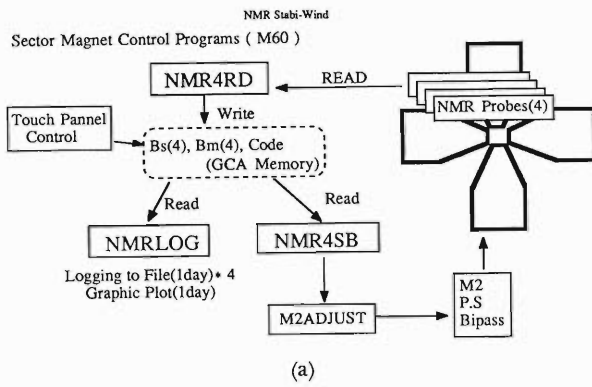 NMR Stabi-Wind
Sector Magnet Control Programs ( M60 )
NMR4RD
READ
NMR Probes(4)
Write
Touch Pannel
Control
Bs(4), Bm(4), Code
(GCA Memory)
Read
Read
NMRLOG
NMR4SB
Logging to File(1day)* 4
Graphic Plot(1day)
M2ADJUST
M2
P.S
Bipass
(a)